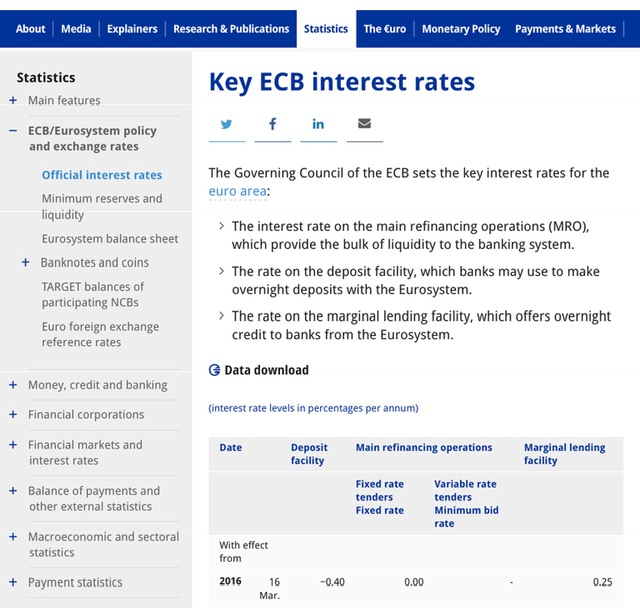 About
Media
Explainers
Research & Publications
Statistics
The €uro
Monetary Policy
Payments & Markets
Statistics
+ Main features
− ECB/Eurosystem policy
and exchange rates
Official interest rates
Minimum reserves and
liquidity
Eurosystem balance sheet
+ Banknotes and coins
TARGET balances of
participating NCBs
Euro foreign exchange
reference rates
+ Money, credit and banking
+ Financial corporations
+ Financial markets and
interest rates
+ Balance of payments and
other external statistics
+ Macroeconomic and sectoral
statistics
+ Payment statistics
Key ECB interest rates
The Governing Council of the ECB sets the key interest rates for the
euro area:
The interest rate on the main refinancing operations (MRO),
which provide the bulk of liquidity to the banking system.
The rate on the deposit facility, which banks may use to make
overnight deposits with the Eurosystem.
The rate on the marginal lending facility, which offers overnight
credit to banks from the Eurosystem.
Data download
(interest rate levels in percentages per annum)
Date
Deposit
facility
Main refinancing operations
Marginal lending
facility
Fixed rate
tenders
Fixed rate
Variable rate
tenders
Minimum bid
rate
With effect
from
2016 16 −0.40 0.00 - 0.25
Mar.